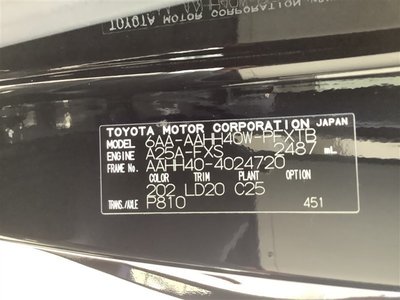 TOYOTA MOTOR CORPORATION JAPAN
MODEL 6AA-AAHH40W-PFXTB
ENGINE A25A-FXS 2487 mL
FRAME No. AAHH40-4024720
COLOR TRIM PLANT OPTION
202 LD20 C25
TRANS./AXLE P810 451